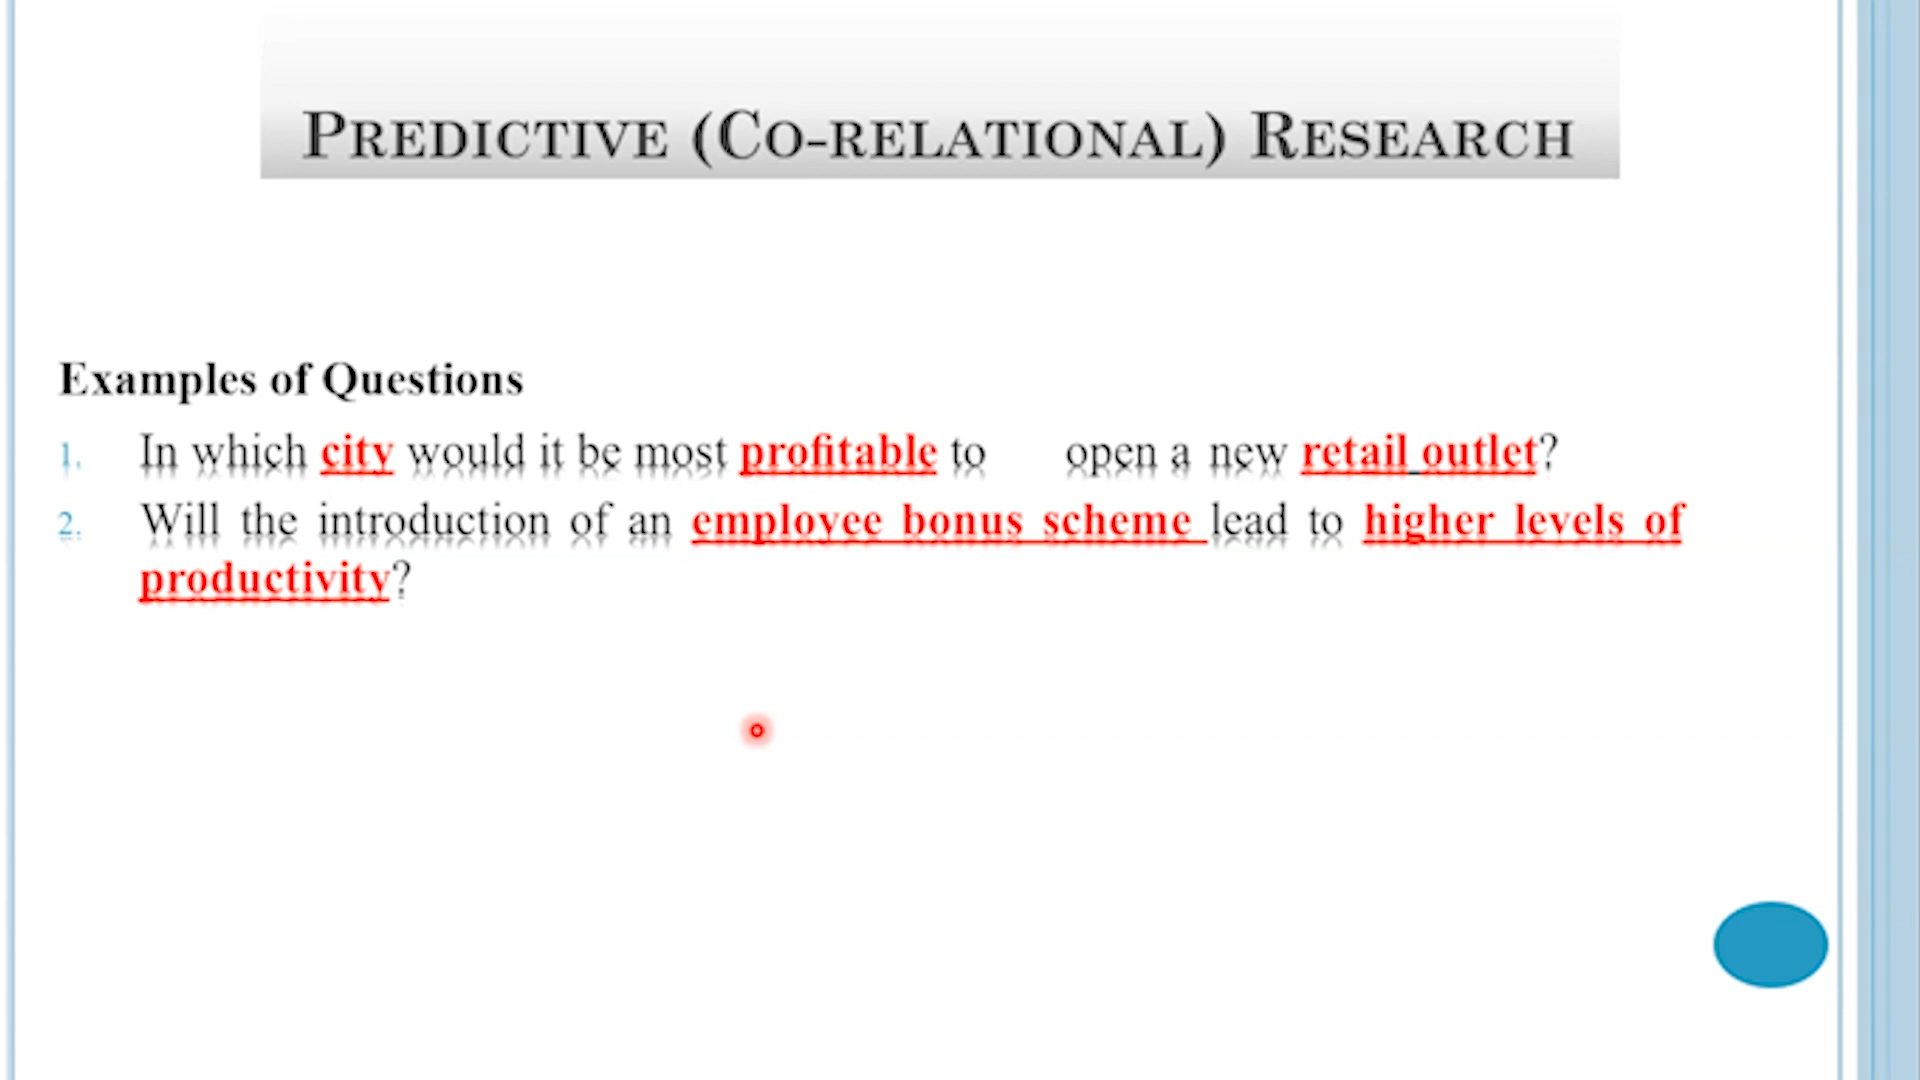 PREDICTIVE (CO-RELATIONAL) RESEARCH
Examples of Questions
1. In which city would it be most profitable to open a new retail outlet?
2. Will the introduction of an employee bonus scheme lead to higher levels of
productivity?